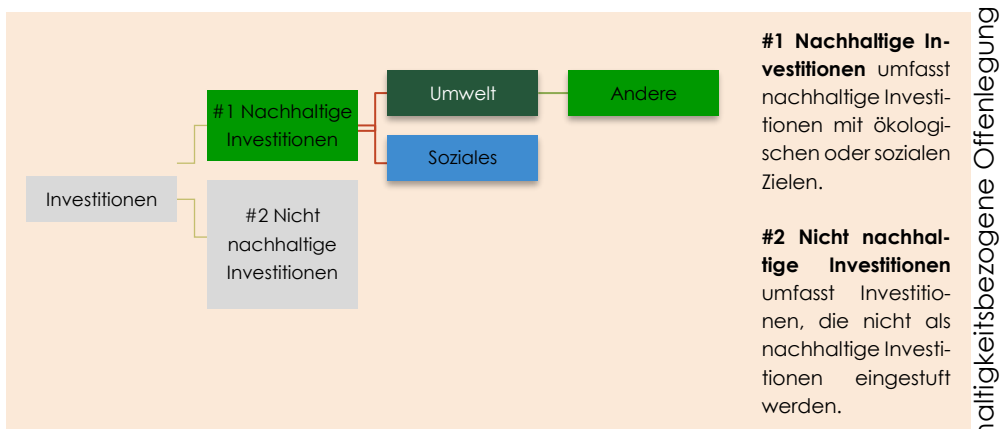 Investitionen
#1 Nachhaltige
Investitionen
#2 Nicht
nachhaltige
Investitionen
Umwelt
Soziales
Andere
#1 Nachhaltige In-
vestitionen umfasst
nachhaltige Investi-
tionen mit ökologi-
schen oder sozialen
Zielen.
#2 Nicht nachhal-
tige Investitionen
umfasst Investitio-
nen, die nicht als
nachhaltige Investi-
tionen eingestuft
werden.
haltigkeitsbezogene Offenlegung